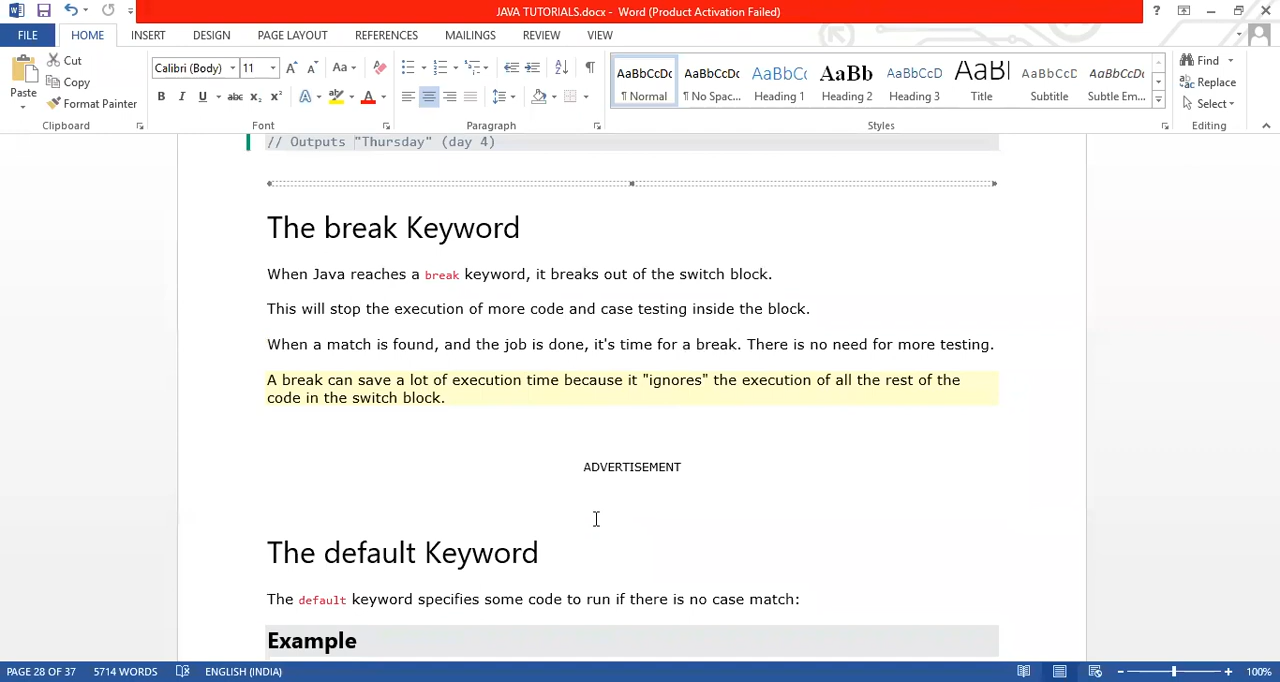 JAVA TUTORIALS.docx - Word (Product Activation Failed)
FILE HOME INSERT DESIGN PAGE LAYOUT REFERENCES MAILINGS REVIEW VIEW
Paste
Cut
Copy
Format Painter
Clipboard
Calibri (Body) 11
Font
Paragraph
AaBbCcDc AaBbCcDc AaBbCc AaBb AaBbCcD AaBl AaBbCcDc AaBbCcDc
¶ Normal ¶ No Spac... Heading 1 Heading 2 Heading 3 Title Subtitle Subtle Em...
Styles
Find
Replace
Select
Editing
// Outputs "Thursday" (day 4)
The break Keyword
When Java reaches a break keyword, it breaks out of the switch block.
This will stop the execution of more code and case testing inside the block.
When a match is found, and the job is done, it's time for a break. There is no need for more testing.
A break can save a lot of execution time because it "ignores" the execution of all the rest of the
code in the switch block.
ADVERTISEMENT
The default Keyword
The default keyword specifies some code to run if there is no case match:
Example
PAGE 28 OF 37 5714 WORDS ENGLISH (INDIA) 100%